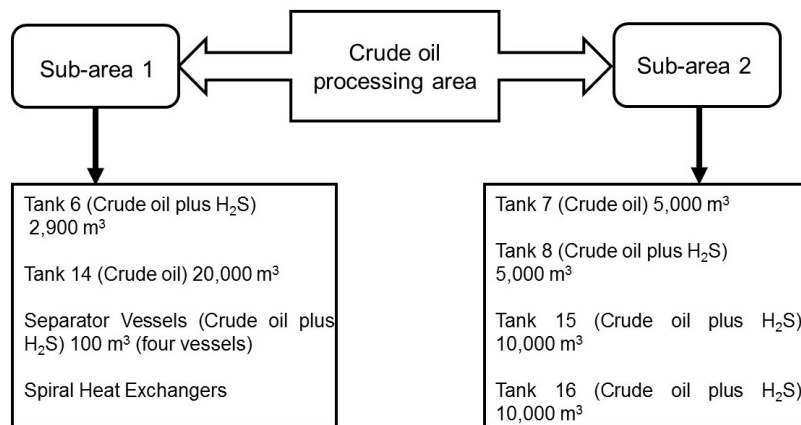 Sub-area 1
Crude oil
processing area
Sub-area 2
Tank 6 (Crude oil plus H₂S)
2,900 m³
Tank 14 (Crude oil) 20,000 m³
Separator Vessels (Crude oil plus
H₂S) 100 m³ (four vessels)
Spiral Heat Exchangers
Tank 7 (Crude oil) 5,000 m³
Tank 8 (Crude oil plus H₂S)
5,000 m³
Tank 15 (Crude oil plus H₂S)
10,000 m³
Tank 16 (Crude oil plus H₂S)
10,000 m³